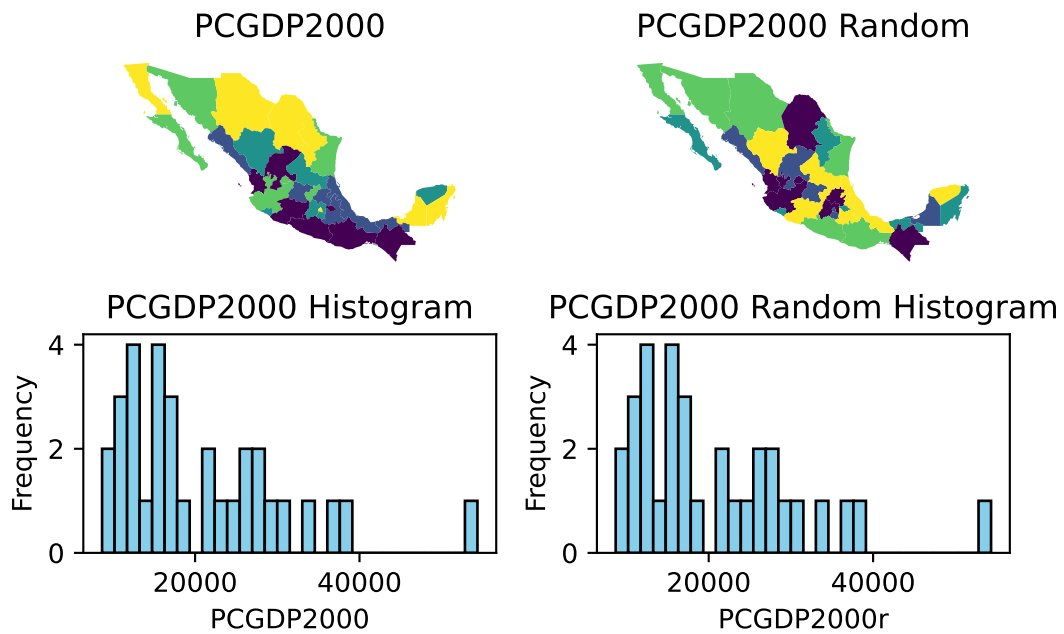 PCGDP2000
PCGDP2000 Random
PCGDP2000 Histogram
PCGDP2000 Random Histogram
Frequency
4
2
0
20000
40000
PCGDP2000
Frequency
4
2
0
20000
40000
PCGDP2000r